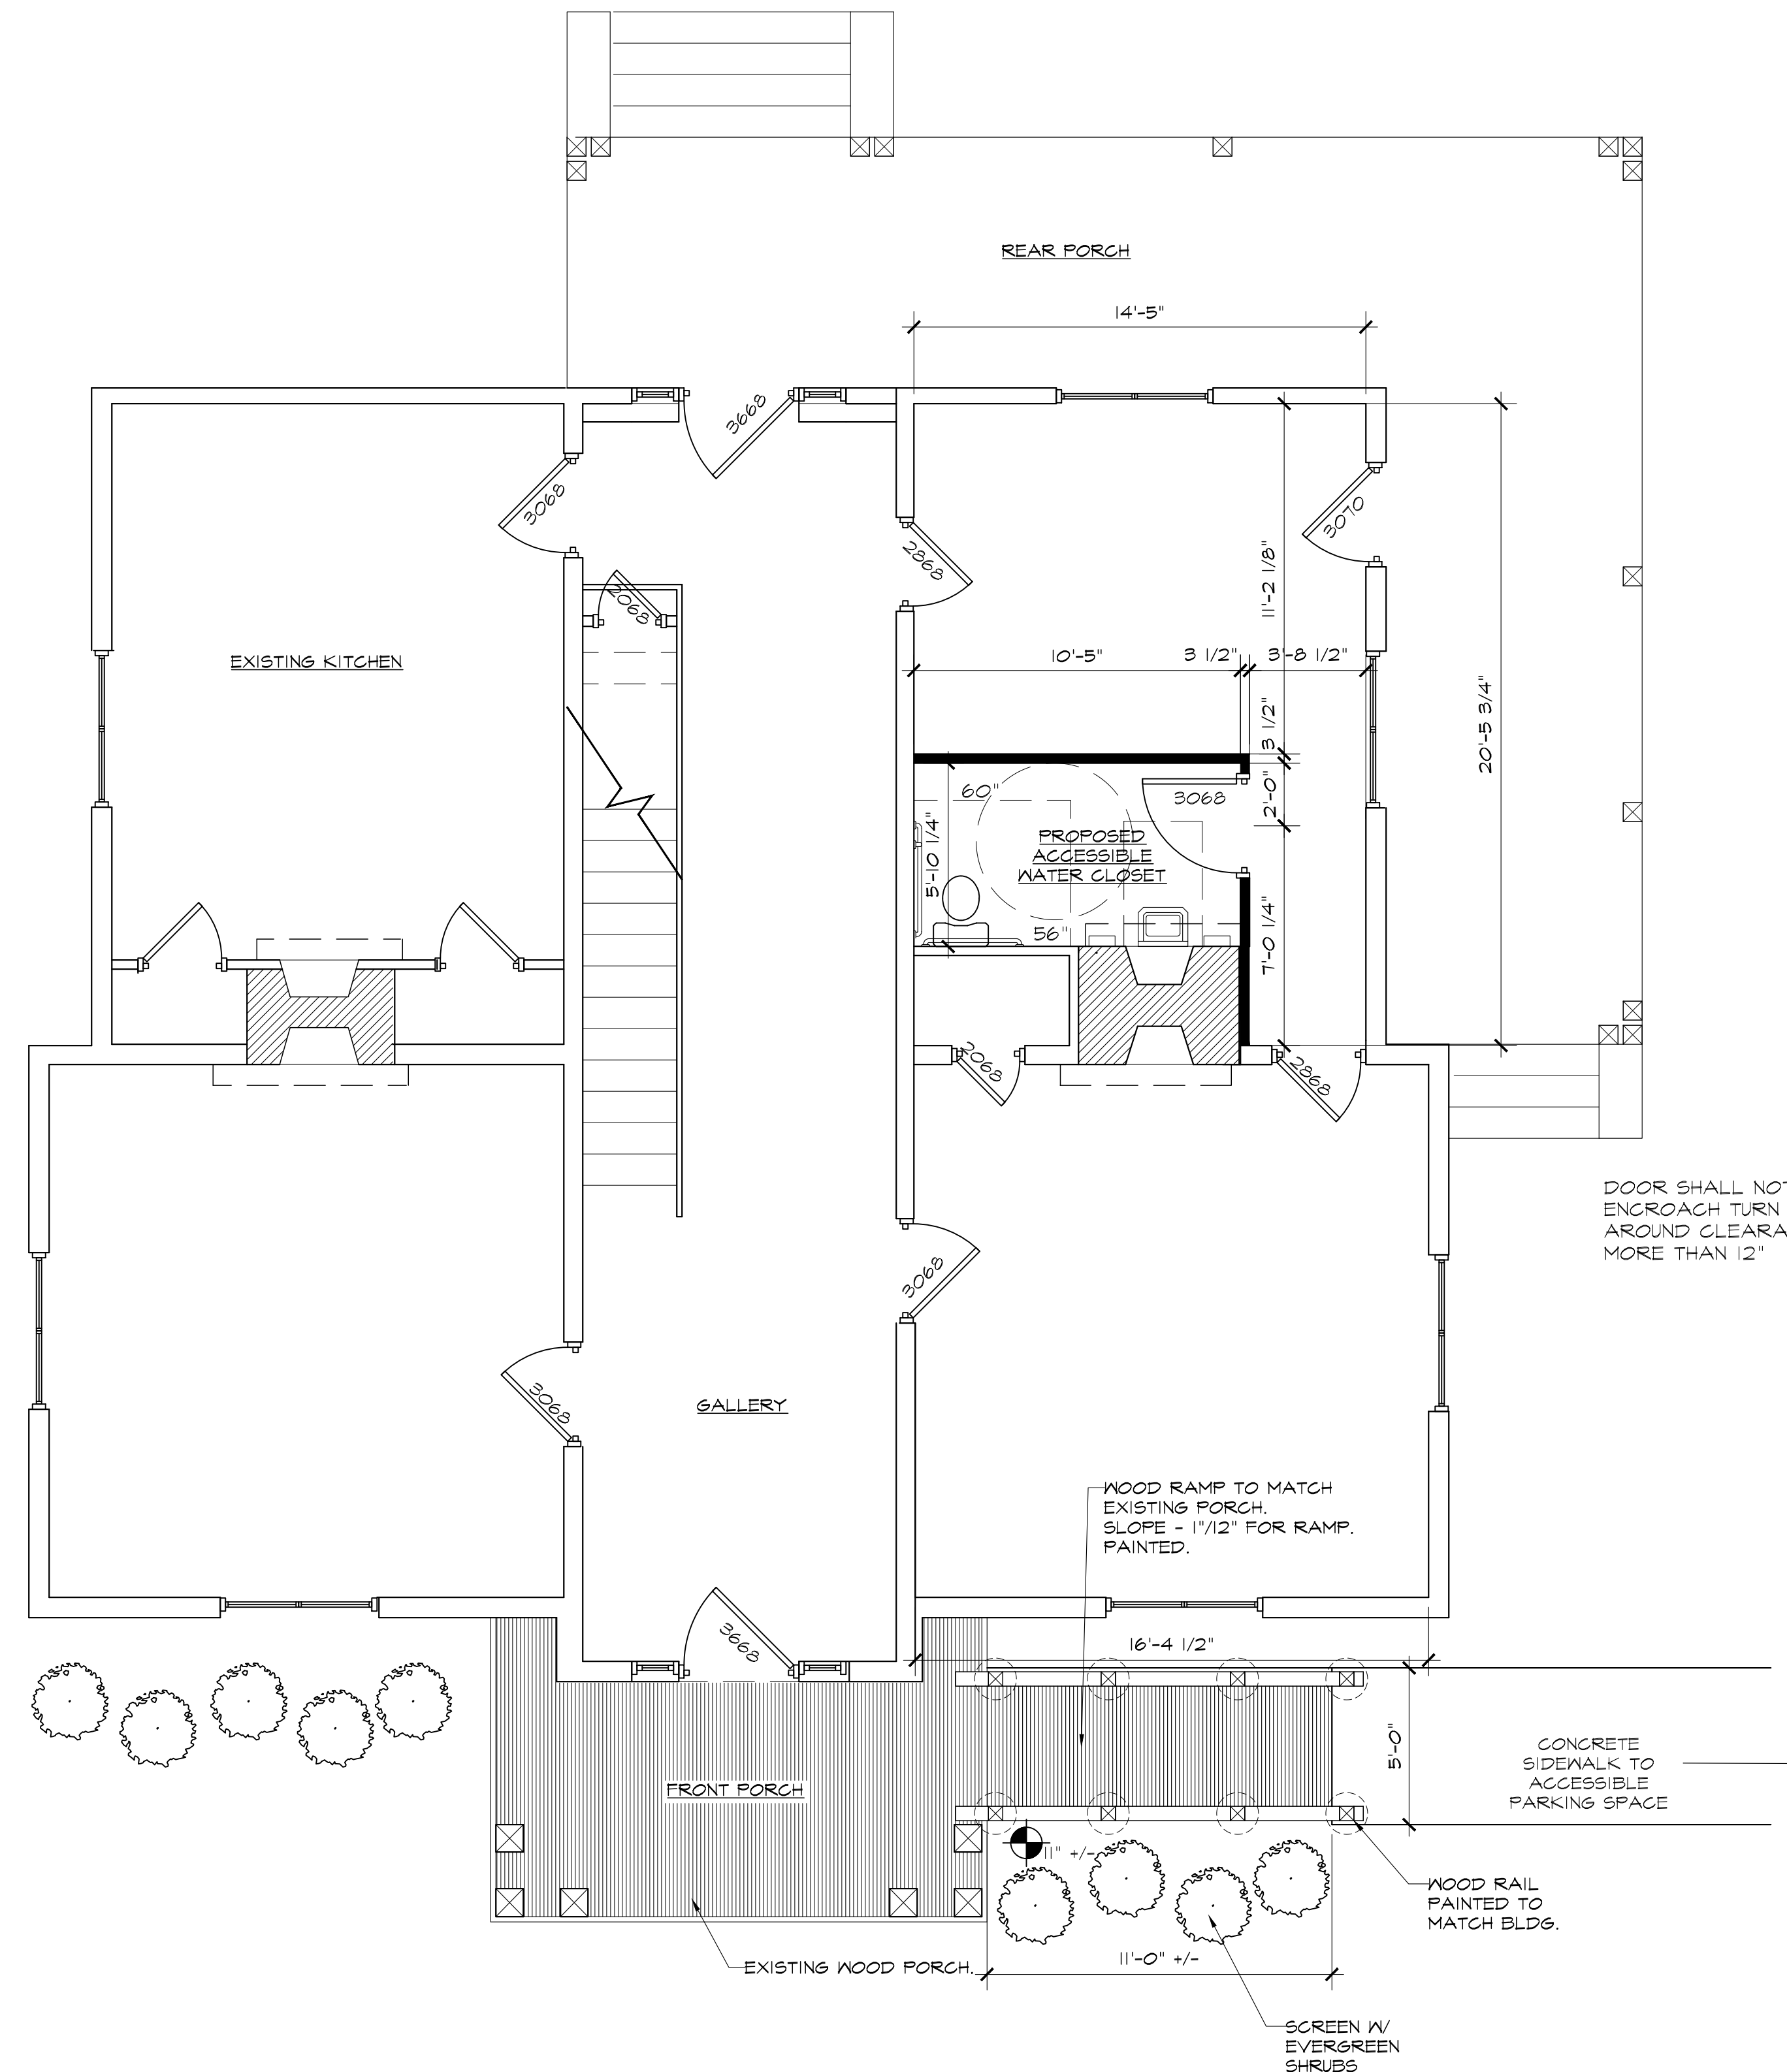 REAR PORCH
14'-5"
3668
3068
2868
3070
2068
11'-2 1/8"
EXISTING KITCHEN
10'-5"
3 1/2"
3'-8 1/2"
20'-5 3/4"
3 1/2"
60"
3068
2'-0"
5'-10 1/4"
PROPOSED
ACCESSIBLE
WATER CLOSET
56"
7'-0 1/4"
2068
2868
DOOR SHALL NOT
ENCROACH TURN
AROUND CLEARA
MORE THAN 12"
3068
3068
GALLERY
WOOD RAMP TO MATCH
EXISTING PORCH.
SLOPE - 1"/12" FOR RAMP.
PAINTED.
3668
16'-4 1/2"
5'-0"
CONCRETE
SIDEWALK TO
ACCESSIBLE
PARKING SPACE
FRONT PORCH
11" +/-
WOOD RAIL
PAINTED TO
MATCH BLDG.
EXISTING WOOD PORCH.
11'-0" +/-
SCREEN W/
EVERGREEN
SHRUBS